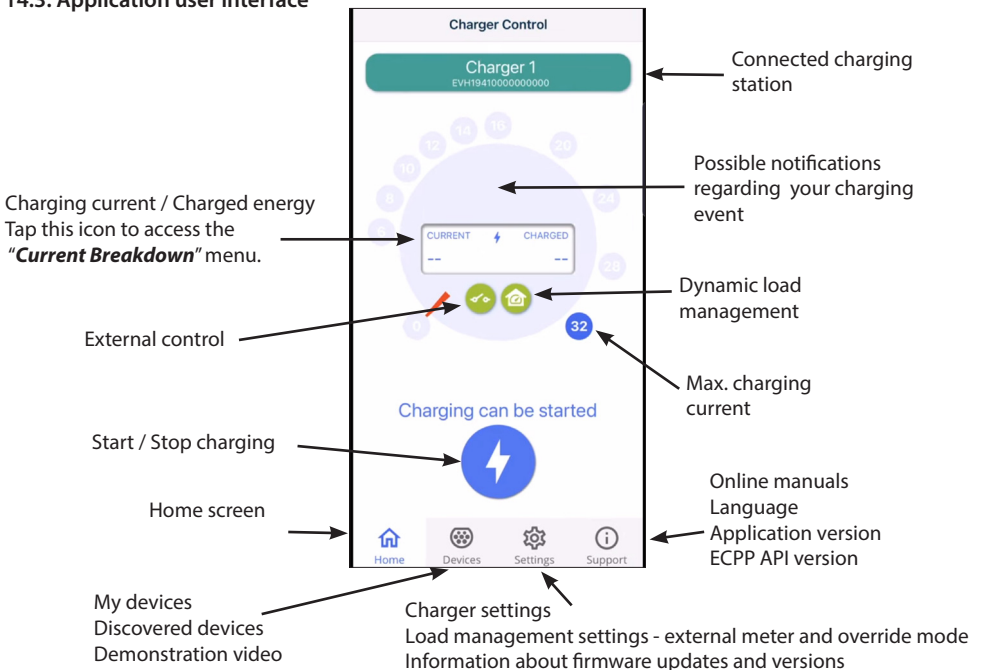 14.3. Application user interface
Charger Control
Charger 1
EVH19410000000000
Connected charging
station
14
16
12
20
10
Possible notifications
regarding your charging
event
8
24
Charging current / Charged energy
Tap this icon to access the
"Current Breakdown" menu.
6
CURRENT
CHARGED
--
--
28
Dynamic load
management
0
32
External control
Max. charging
current
Charging can be started
Start / Stop charging
Online manuals
Language
Application version
ECPP API version
Home screen
Home
Devices
Settings
Support
My devices
Discovered devices
Demonstration video
Charger settings
Load management settings - external meter and override mode
Information about firmware updates and versions